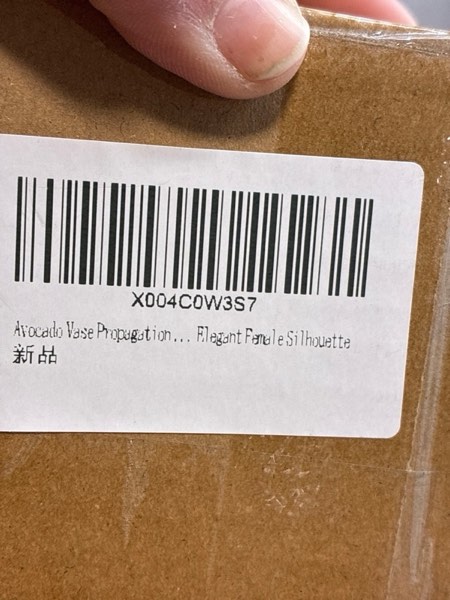 X004C0W3S7
Avocado Vase Propagation... Elegant Female Silhouette
新品